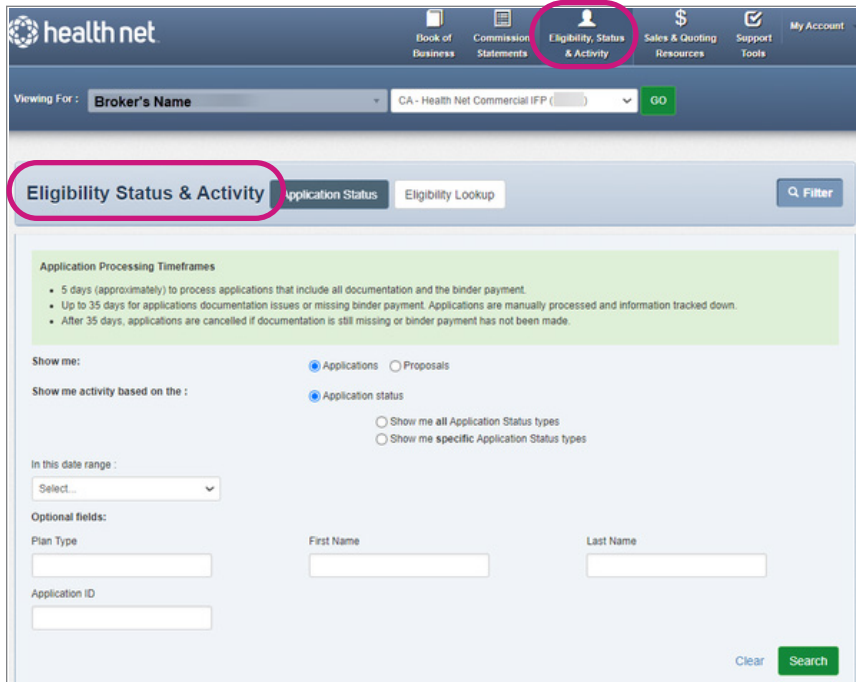 health net
Book of Business
Commission Statements
Eligibility, Status & Activity
$
Sales & Quoting Resources
Support Tools
My Account
Viewing For : Broker's Name CA - Health Net Commercial IFP ( ) GO
Eligibility Status & Activity Application Status Eligibility Lookup Filter
Application Processing Timeframes
• 5 days (approximately) to process applications that include all documentation and the binder payment.
• Up to 35 days for applications documentation issues or missing binder payment. Applications are manually processed and information tracked down.
• After 35 days, applications are cancelled if documentation is still missing or binder payment has not been made.
Show me: Applications Proposals
Show me activity based on the : Application status
Show me all Application Status types
Show me specific Application Status types
In this date range :
Select...
Optional fields:
Plan Type First Name Last Name
Application ID
Clear Search